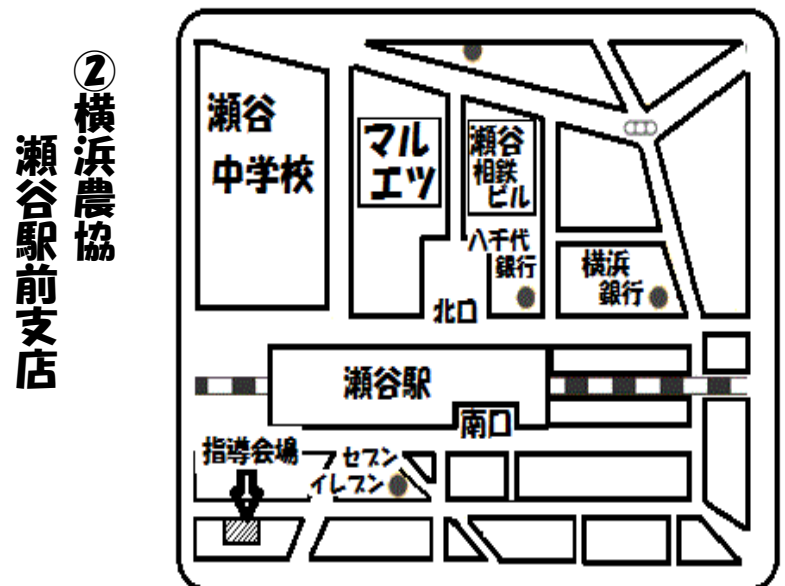 ②横浜農協
瀬谷駅前支店
瀬谷
中学校
マル
エツ
瀬谷
相鉄
ビル
八千代
銀行
横浜
銀行
北口
瀬谷駅
南口
指導会場
セブン
イレブン